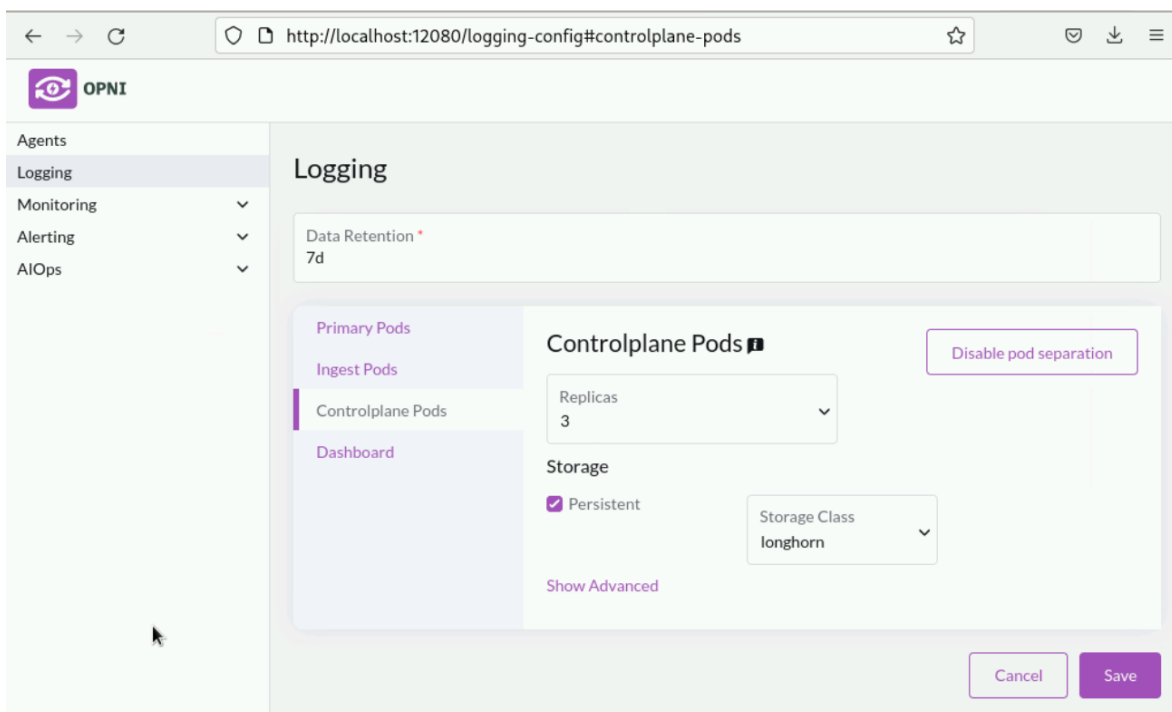 http://localhost:12080/logging-config#controlplane-pods
OPNI
Agents
Logging
Monitoring
Alerting
AIOps
Logging
Data Retention *
7d
Primary Pods
Ingest Pods
Controlplane Pods
Dashboard
Controlplane Pods
Disable pod separation
Replicas
3
Storage
Persistent
Storage Class
longhorn
Show Advanced
Cancel
Save